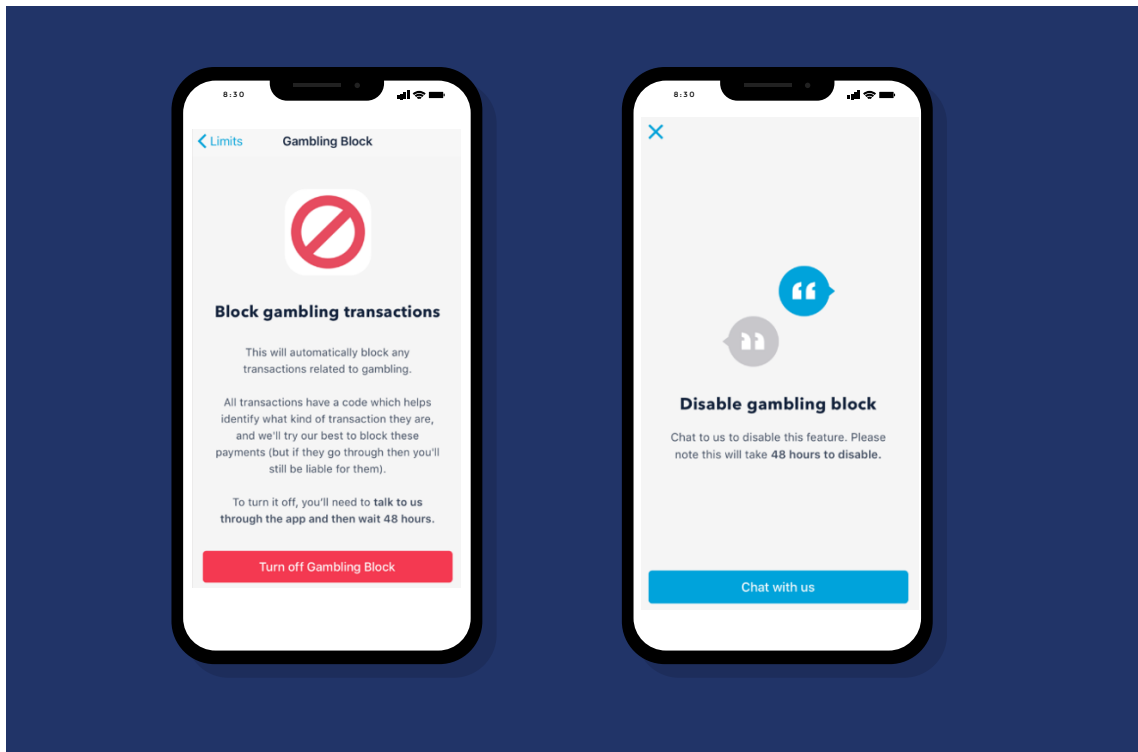 8:30
Limits
Gambling Block
Block gambling transactions
This will automatically block any
transactions related to gambling.
All transactions have a code which helps
identify what kind of transaction they are,
and we'll try our best to block these
payments (but if they go through then you'll
still be liable for them).
To turn it off, you'll need to talk to us
through the app and then wait 48 hours.
Turn off Gambling Block
8:30
Disable gambling block
Chat to us to disable this feature. Please
note this will take 48 hours to disable.
Chat with us